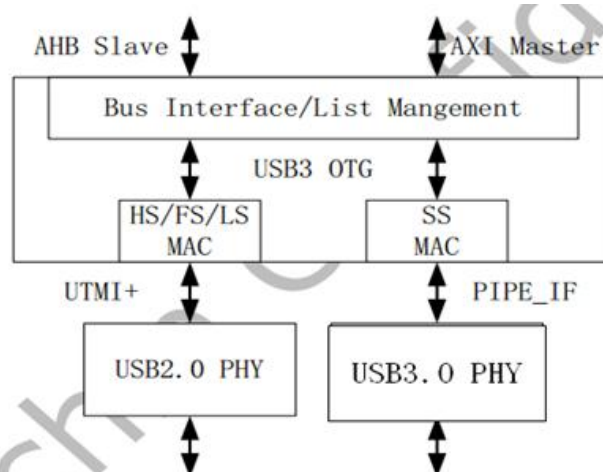 AHB Slave
AXI Master
Bus Interface/List Mangement
USB3 OTG
HS/FS/LS
MAC
SS
MAC
UTMI+
PIPE_IF
USB2.0 PHY
USB3.0 PHY